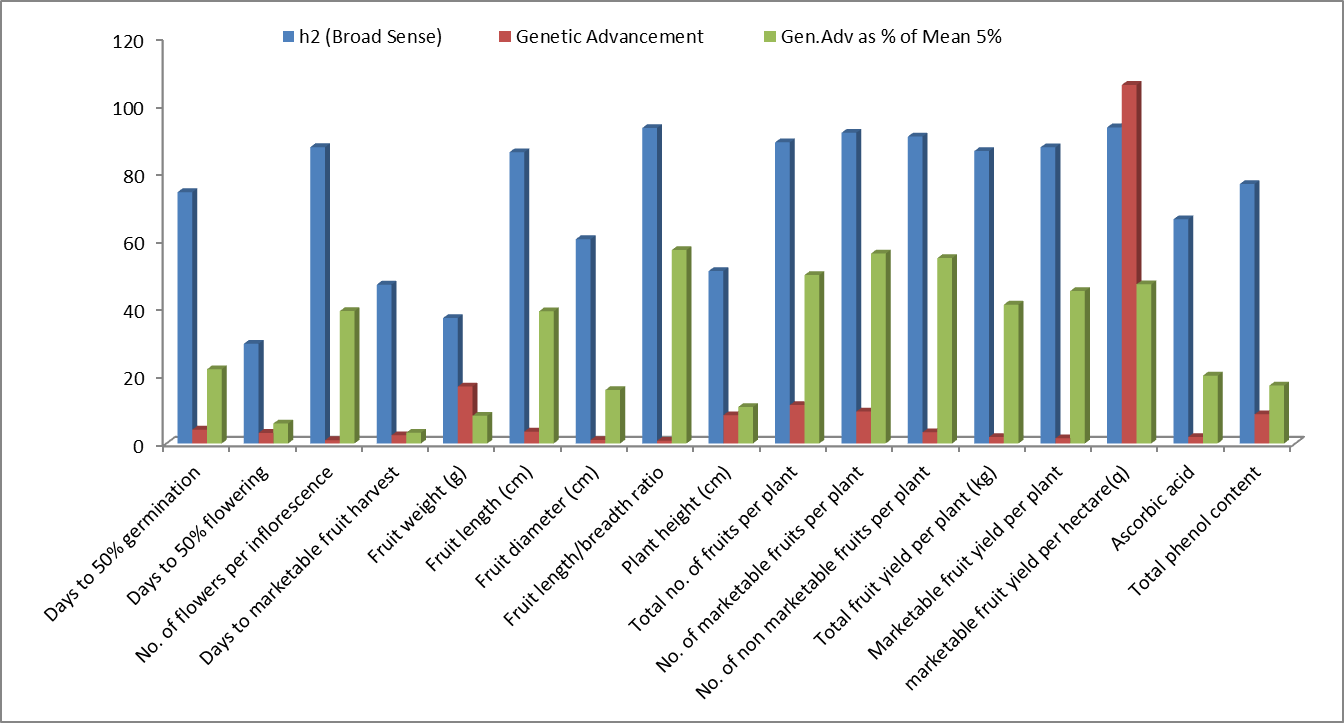 h2 (Broad Sense)
Genetic Advancement
Gen.Adv as % of Mean 5%
120
100
80
60
40
20
0
Days to 50% germination
Days to 50% flowering
No. of flowers per inflorescence
Days to marketable fruit harvest
Fruit weight (g)
Fruit length (cm)
Fruit diameter (cm)
Fruit length/breadth ratio
Plant height (cm)
Total no. of fruits per plant
No. of marketable fruits per plant
No. of non marketable fruits per plant
Total fruit yield per plant (kg)
Marketable fruit yield per plant
marketable fruit yield per hectare(q)
Ascorbic acid
Total phenol content